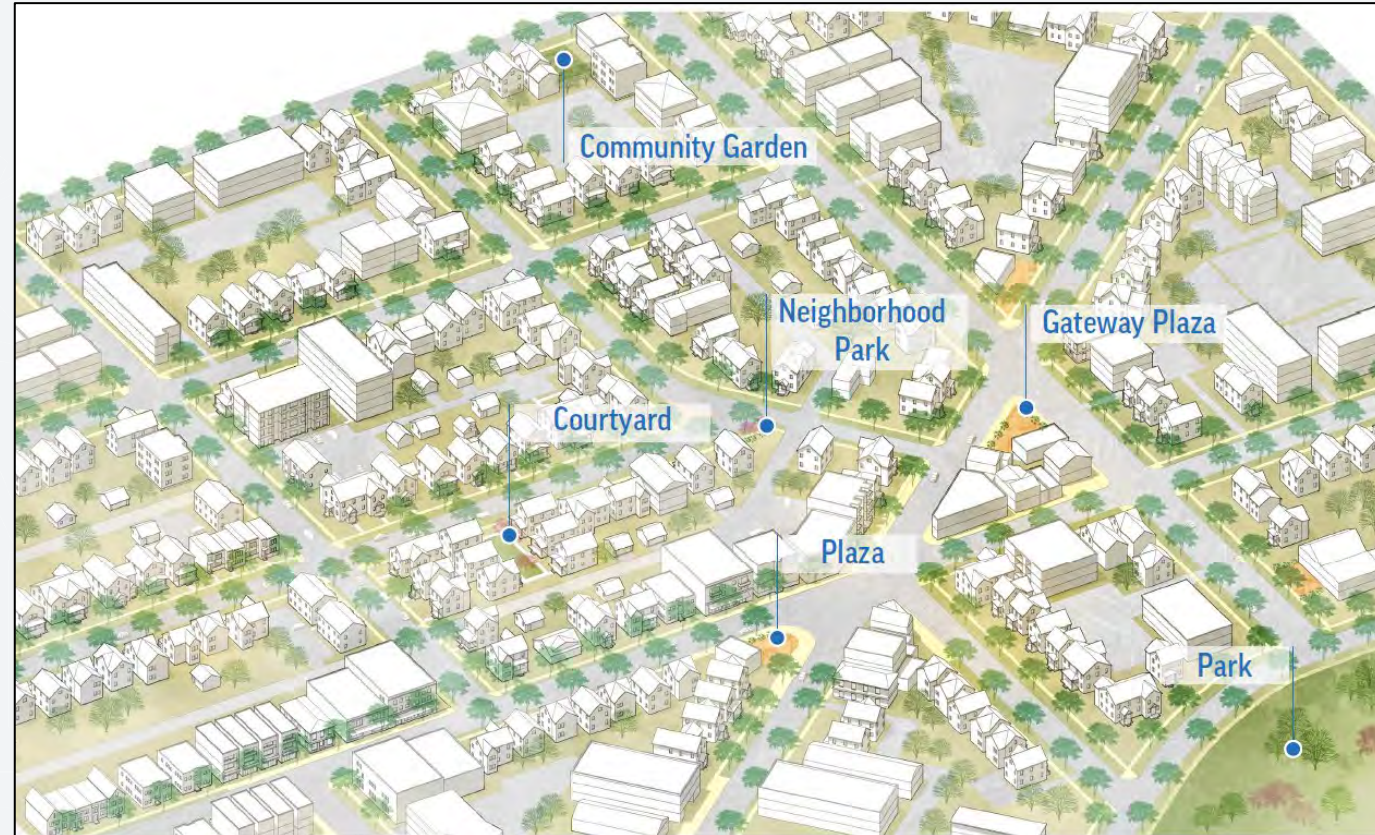 Community Garden
Neighborhood
Park
Gateway Plaza
Courtyard
Plaza
Park